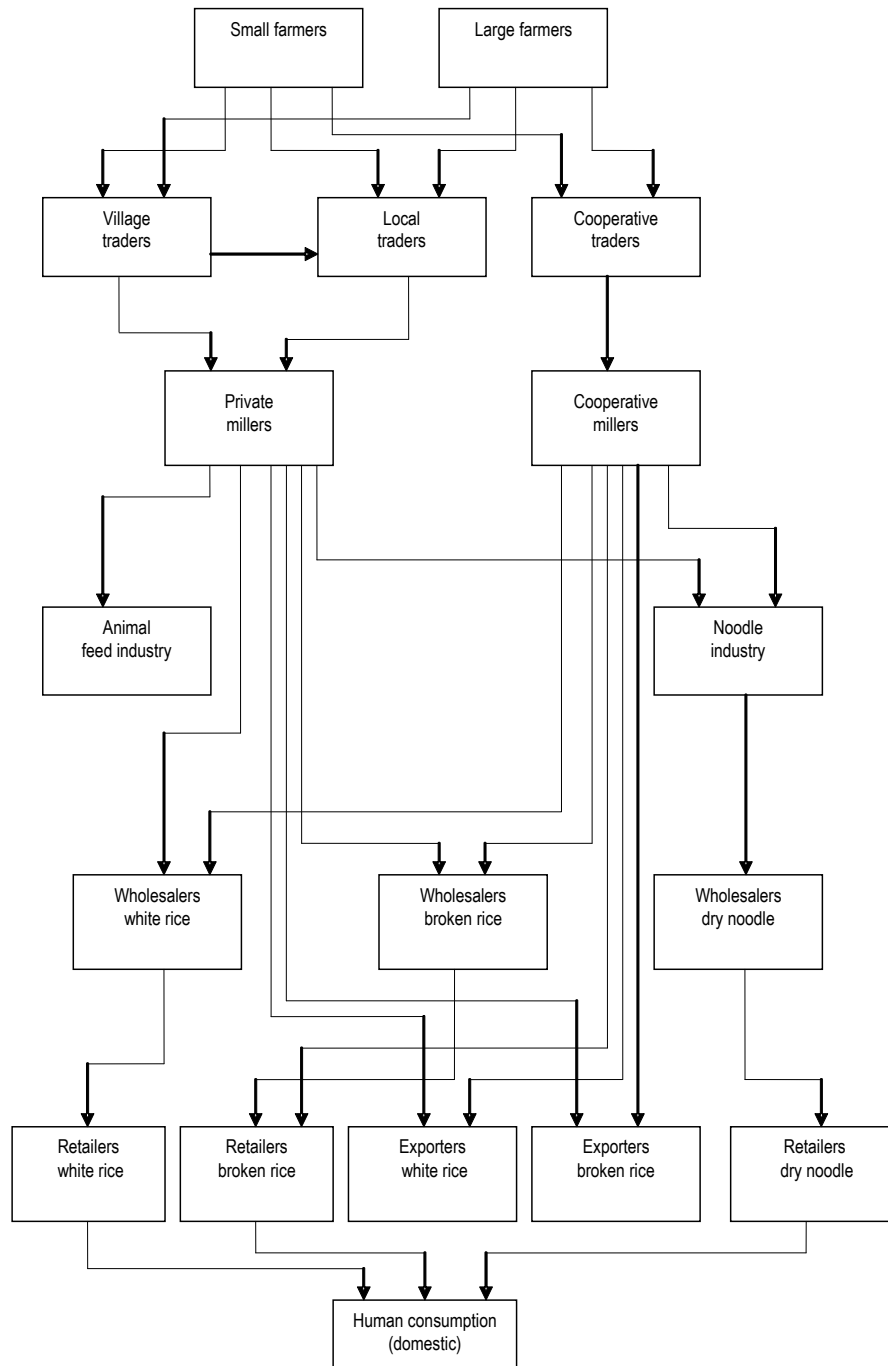 Small farmers
Large farmers
Village
traders
Local
traders
Cooperative
traders
Private
millers
Cooperative
millers
Animal
feed industry
Noodle
industry
Wholesalers
white rice
Wholesalers
broken rice
Wholesalers
dry noodle
Retailers
white rice
Retailers
broken rice
Exporters
white rice
Exporters
broken rice
Retailers
dry noodle
Human consumption
(domestic)